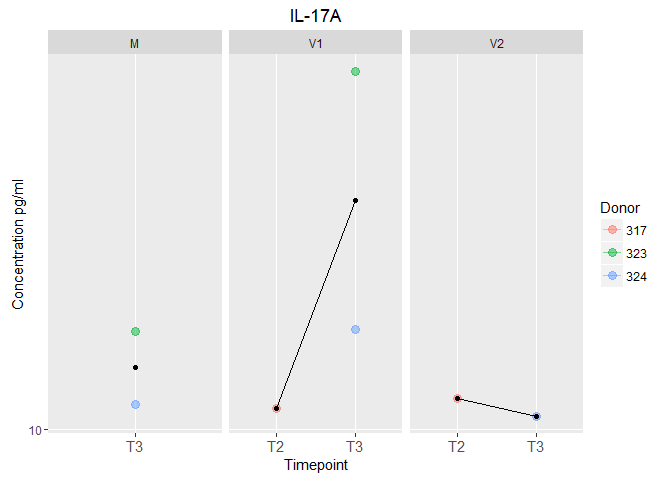 IL-17A
M
V1
V2
Concentration pg/ml
10
T3
T2
T3
T2
T3
Timepoint
Donor
317
323
324